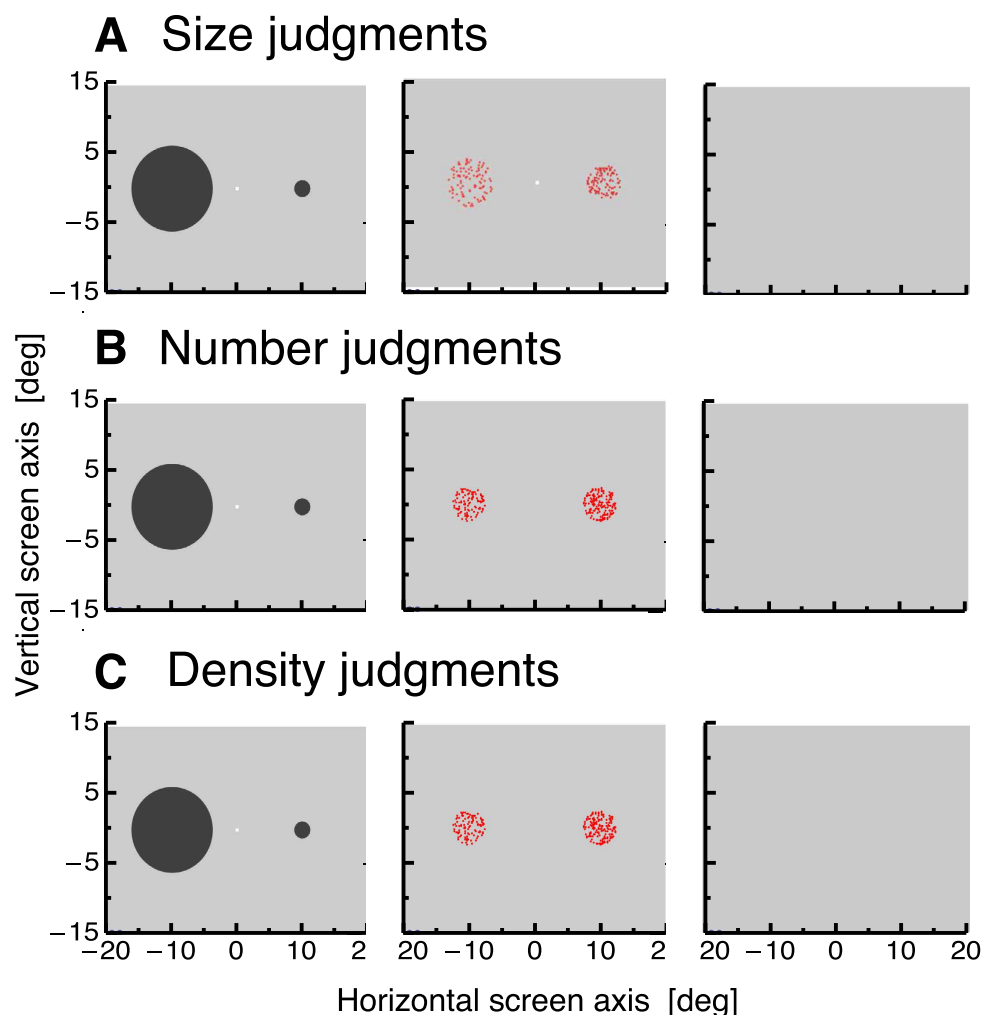 A Size judgments
15
5
−5
−15
B Number judgments
15
5
−5
−15
Vertical screen axis [deg]
C Density judgments
15
5
−5
−15
−20 −10 0 10 2
20 −10 0 10 2
20 −10 0 10 20
Horizontal screen axis [deg]